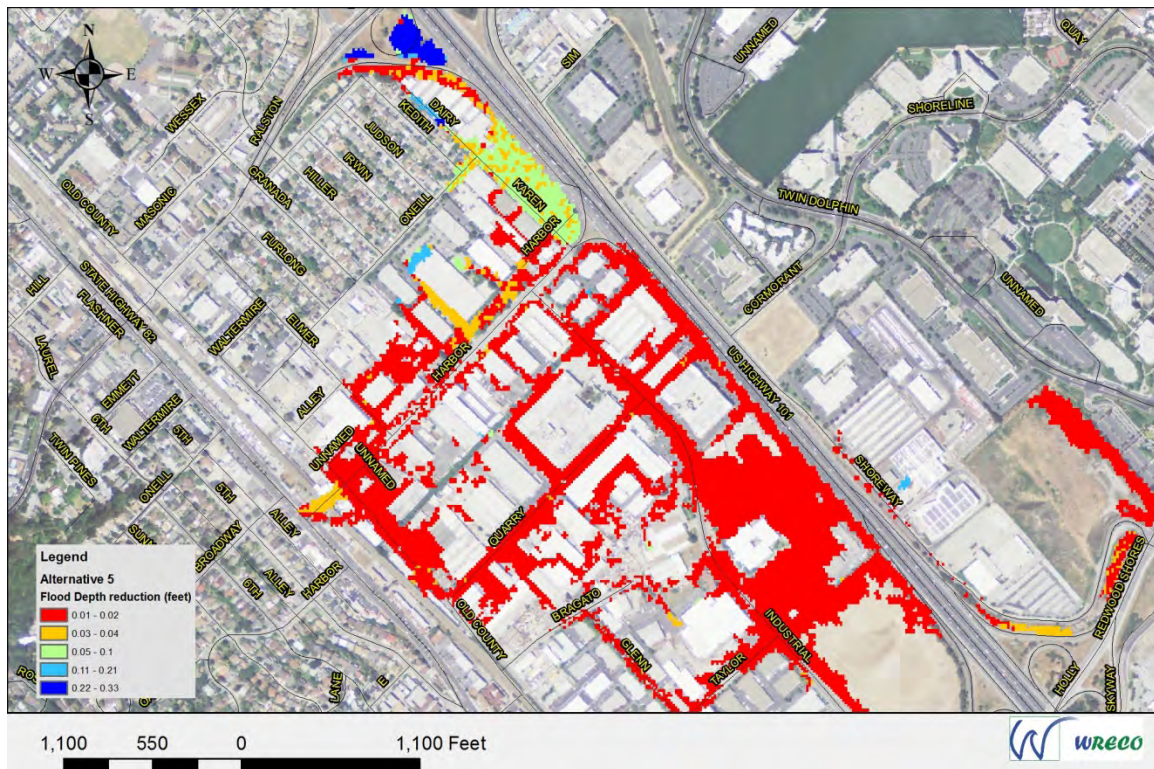 N
W E
S
UNNAMED
QUAY
SIM
SHORELINE
WESSEX
RALSTON
DAIRY
KEDITH
JUDSON
IRWIN
HILLER
GRANADA
MASONIC
OLD COUNTY
ONEILL
KAREN
HARBOR
TWIN DOLPHIN
UNNAMED
CORMORANT
FURLONG
HILL
STATE HIGHWAY 82
FLASHNER
WALTERMIRE
ELMER
LAUREL
EMMETT
6TH
WALTERMIRE
5TH
TWIN PINES
ALLEY
HARBOR
US HIGHWAY 101
UNNAMED
UNNAMED
ONEILL
5TH
ALLEY
SHOREWAY
QUARRY
BROADWAY
6TH
ALLEY
HARBOR
OLD COUNTY
BRAGATO
GLENN
TAYLOR
INDUSTRIAL
REDWOOD SHORES
HOLLY
SKYWAY
LANE
E
Legend
Alternative 5
Flood Depth reduction (feet)
0.01 - 0.02
0.03 - 0.04
0.05 - 0.1
0.11 - 0.21
0.22 - 0.33
1,100 550 0 1,100 Feet
W WRECO